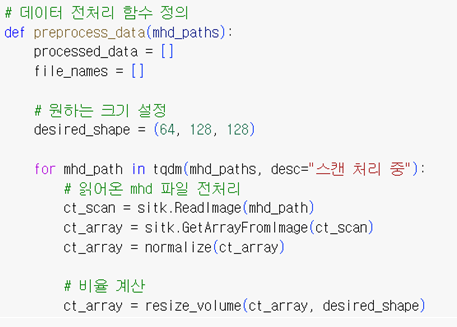 # 데이터 전처리 함수 정의
def preprocess_data(mhd_paths):
    processed_data = []
    file_names = []
    # 원하는 크기 설정
    desired_shape = (64, 128, 128)
    for mhd_path in tqdm(mhd_paths, desc="스캔 처리 중"):
        # 읽어온 mhd 파일 전처리
        ct_scan = sitk.ReadImage(mhd_path)
        ct_array = sitk.GetArrayFromImage(ct_scan)
        ct_array = normalize(ct_array)
        # 비율 계산
        ct_array = resize_volume(ct_array, desired_shape)